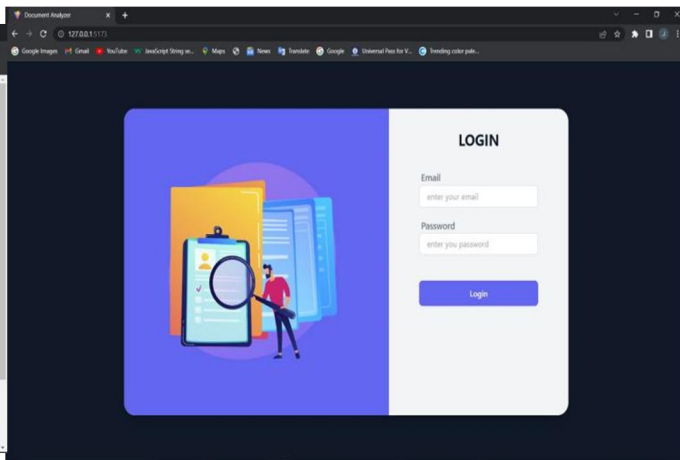 Document Analyzer
127.0.0.1:5173
Google Images Gmail YouTube JavaScript String se... Maps News Translate Google Universal Pass for V... Trending color pale...
LOGIN
Email
enter your email
Password
enter you password
Login